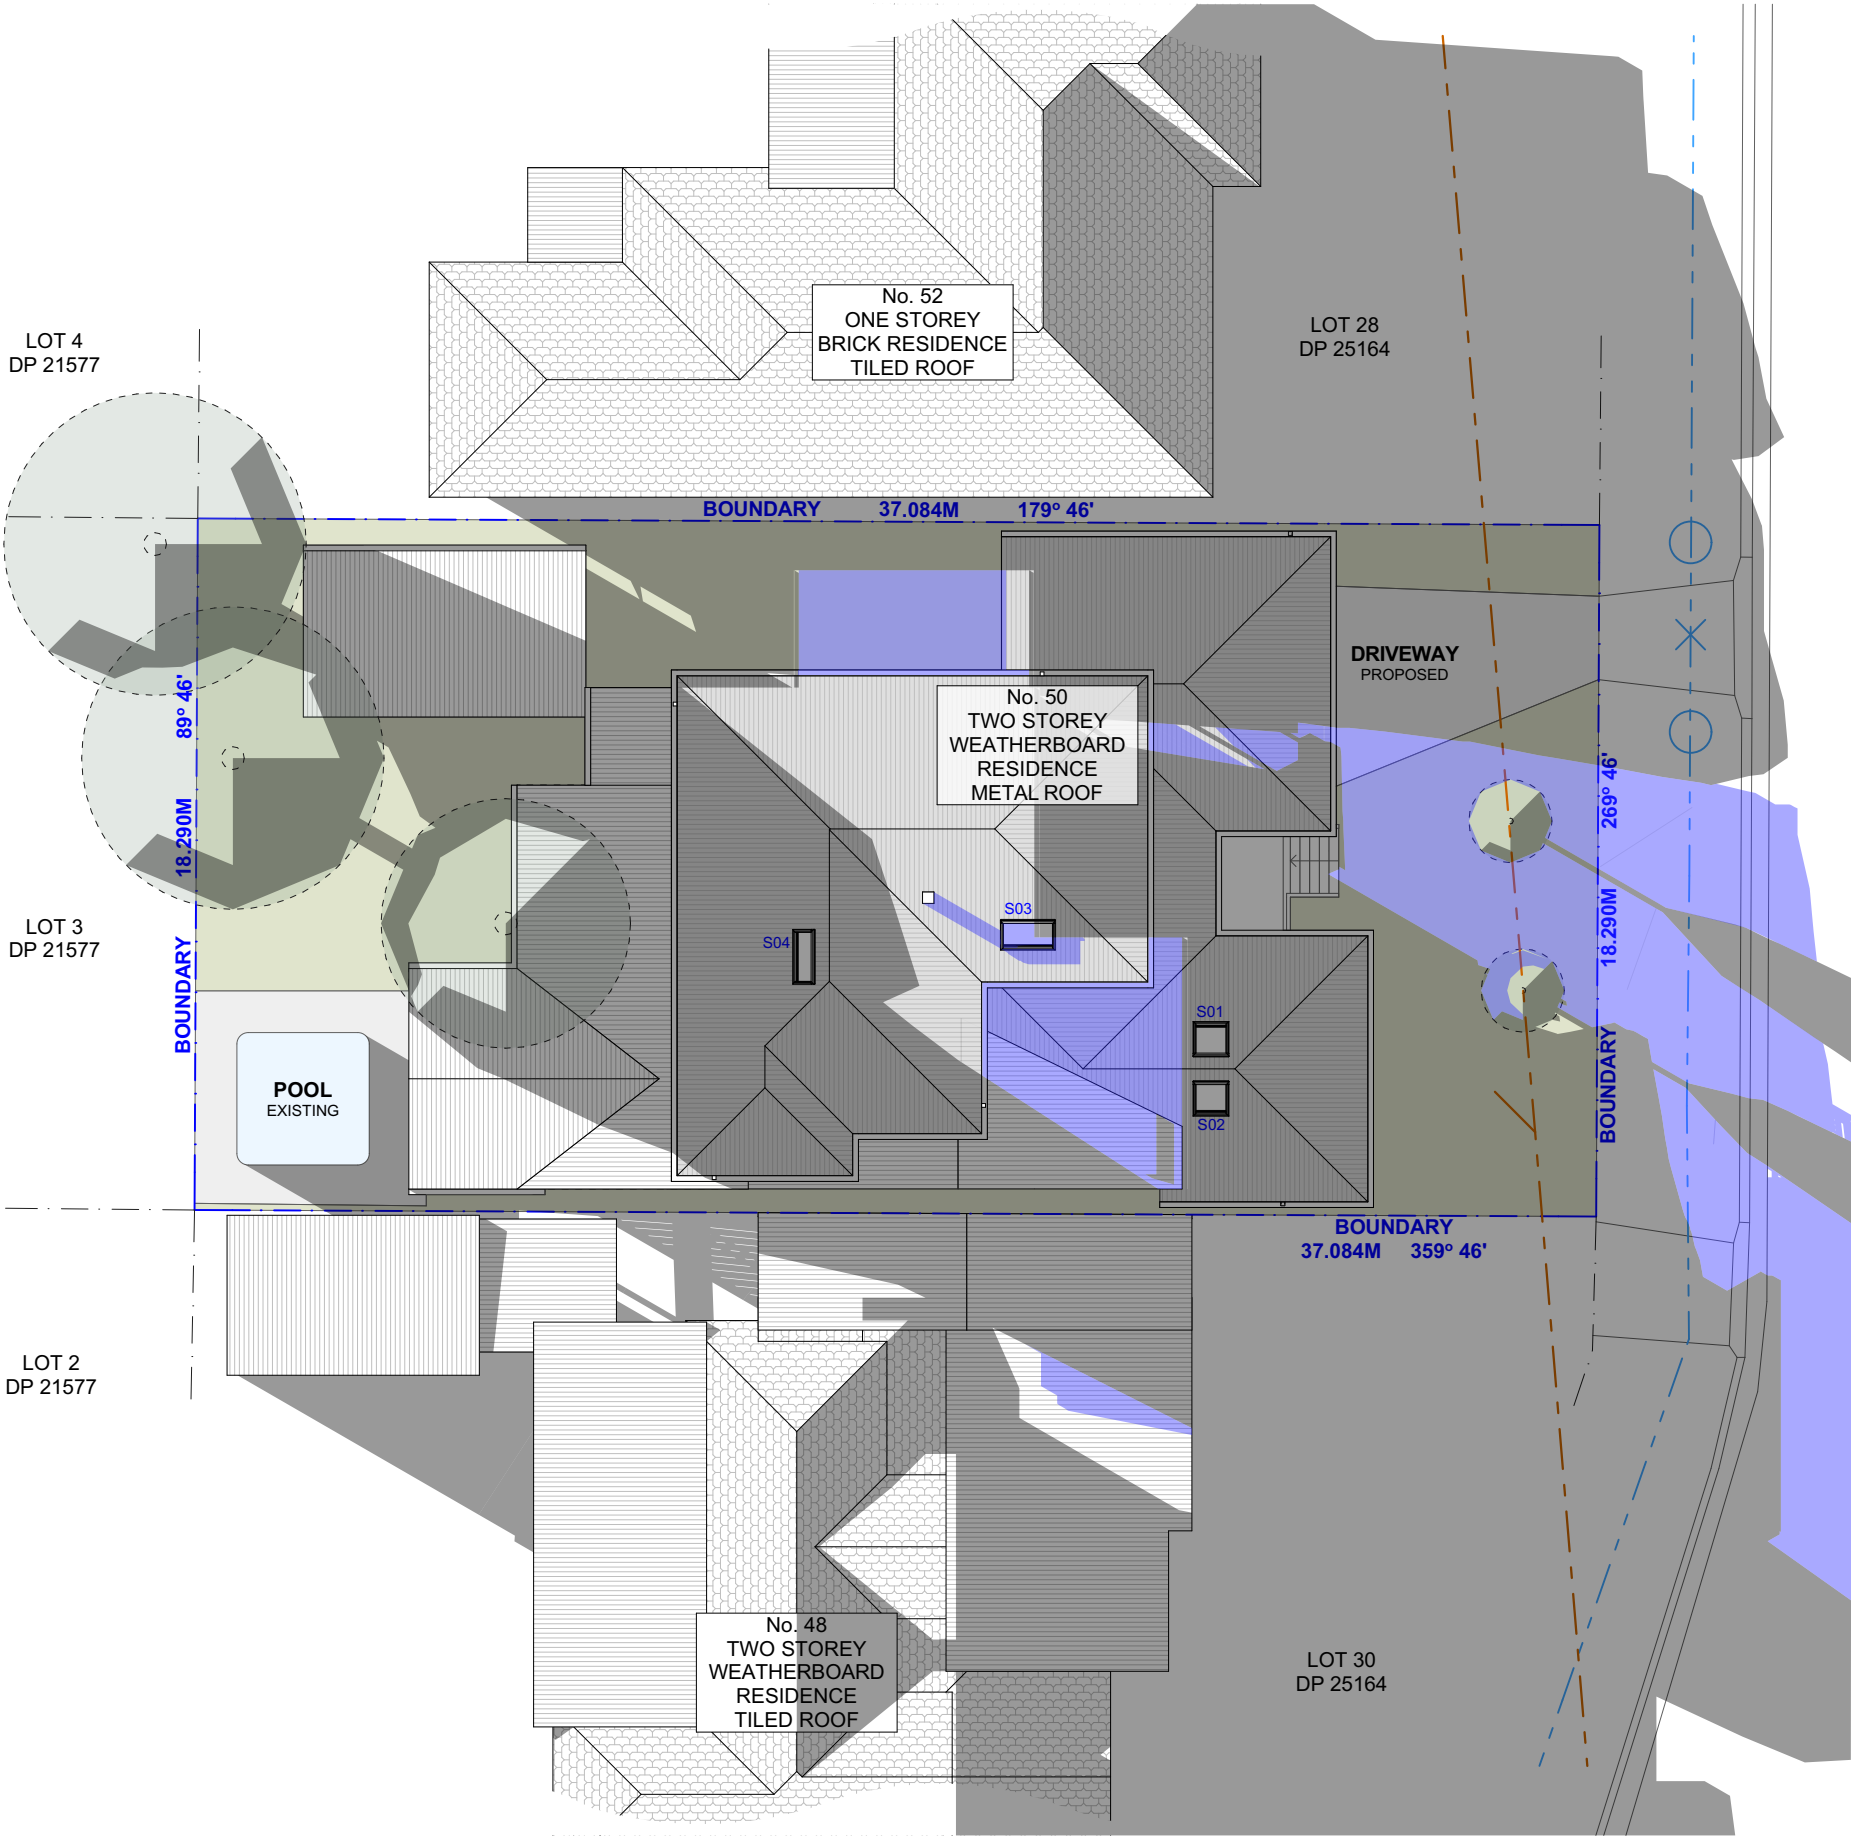 No. 52
ONE STOREY
BRICK RESIDENCE
TILED ROOF
LOT 4
DP 21577
LOT 28
DP 25164
BOUNDARY 37.084M 179° 46'
DRIVEWAY
PROPOSED
No. 50
TWO STOREY
WEATHERBOARD
RESIDENCE
METAL ROOF
BOUNDARY 18.290M 89° 46'
BOUNDARY 18.290M 269° 46'
LOT 3
DP 21577
S03
S04
S01
S02
POOL
EXISTING
BOUNDARY
37.084M 359° 46'
LOT 2
DP 21577
No. 48
TWO STOREY
WEATHERBOARD
RESIDENCE
TILED ROOF
LOT 30
DP 25164